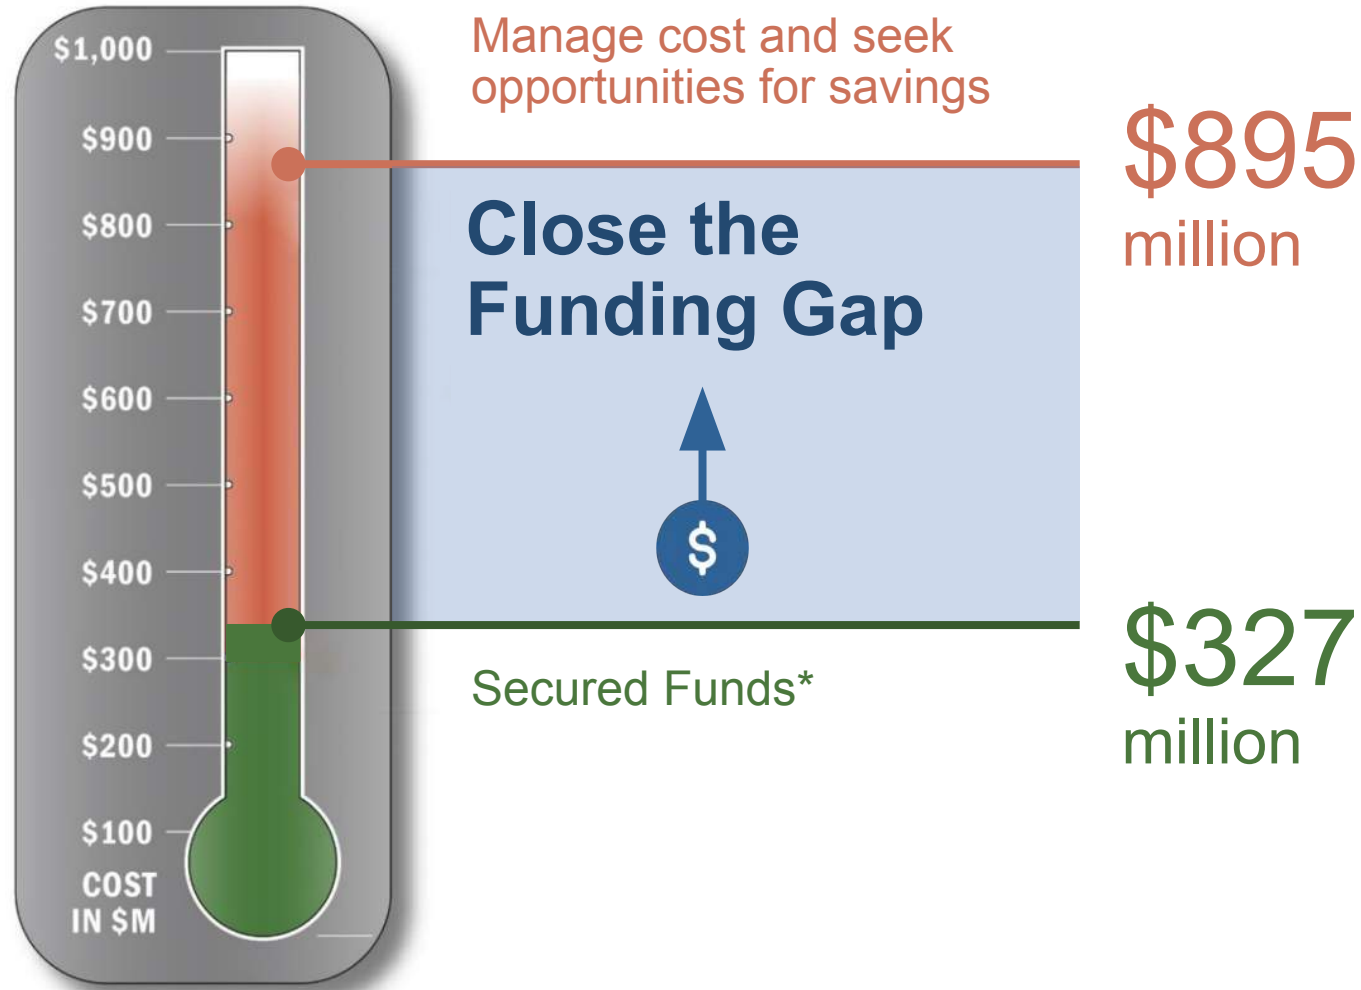 $1,000
$900
$800
$700
$600
$500
$400
$300
$200
$100
COST
IN $M
Manage cost and seek
opportunities for savings
$895
million
Close the
Funding Gap
$
$327
million
Secured Funds*